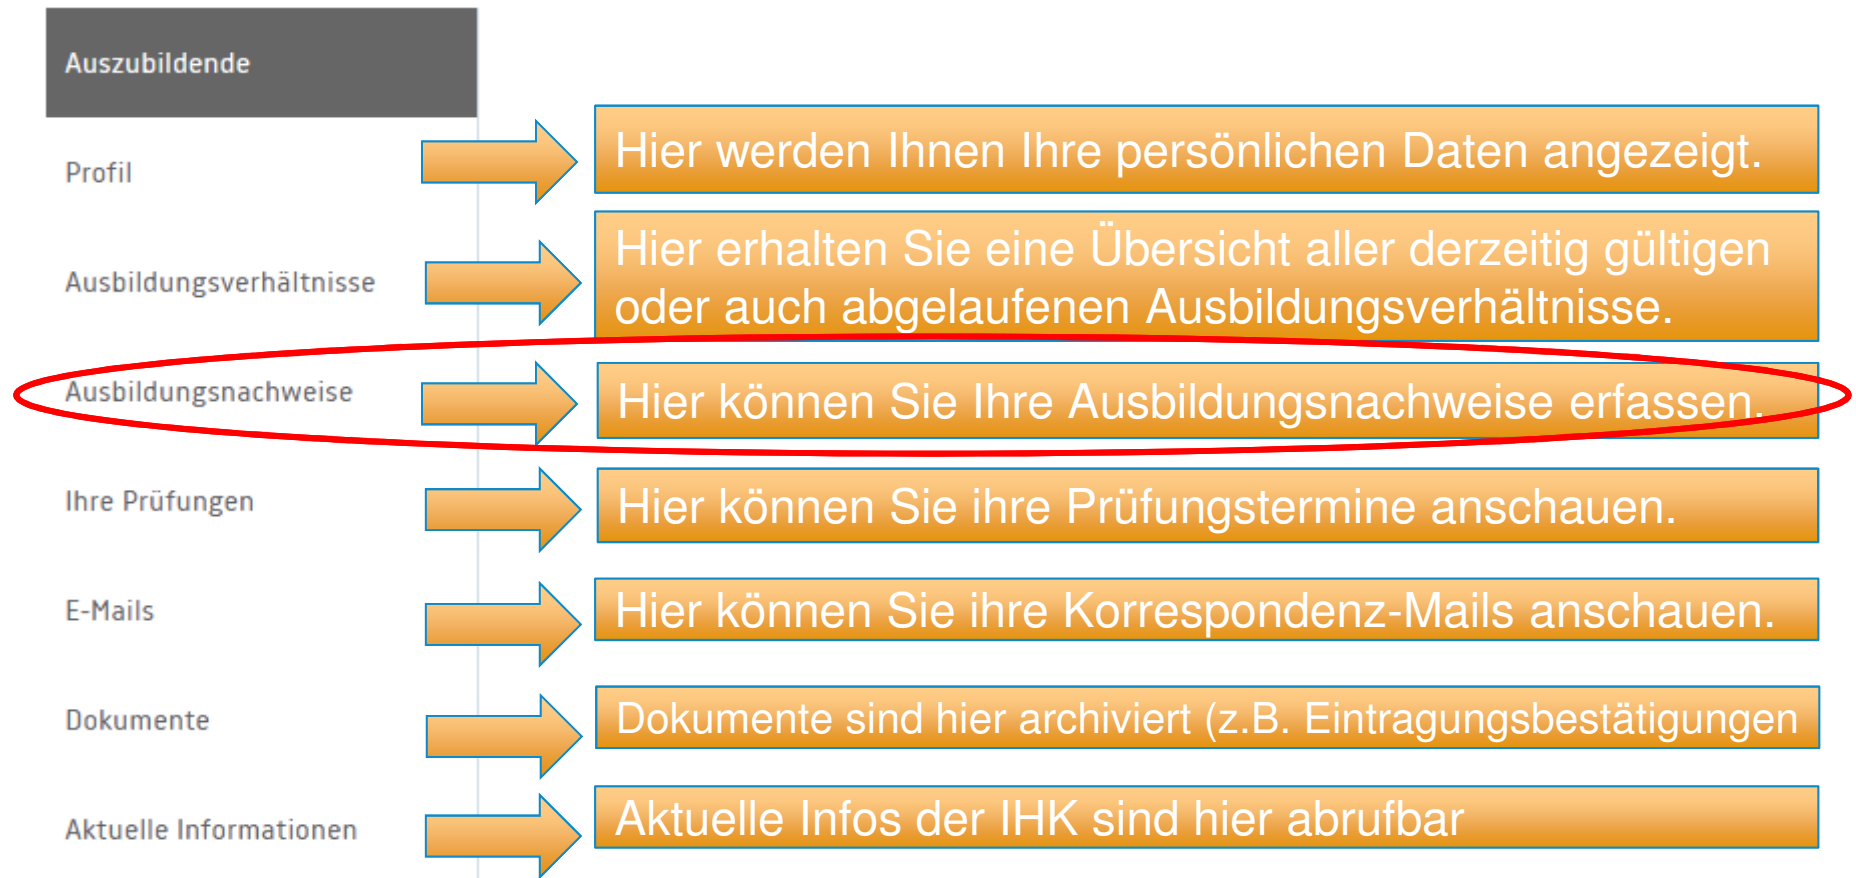 Auszubildende
Profil
Hier werden Ihnen Ihre persönlichen Daten angezeigt.
Ausbildungsverhältnisse
Hier erhalten Sie eine Übersicht aller derzeitig gültigen
oder auch abgelaufenen Ausbildungsverhältnisse.
Ausbildungsnachweise
Hier können Sie Ihre Ausbildungsnachweise erfassen.
Ihre Prüfungen
Hier können Sie ihre Prüfungstermine anschauen.
E-Mails
Hier können Sie ihre Korrespondenz-Mails anschauen.
Dokumente
Dokumente sind hier archiviert (z.B. Eintragungsbestätigungen
Aktuelle Informationen
Aktuelle Infos der IHK sind hier abrufbar